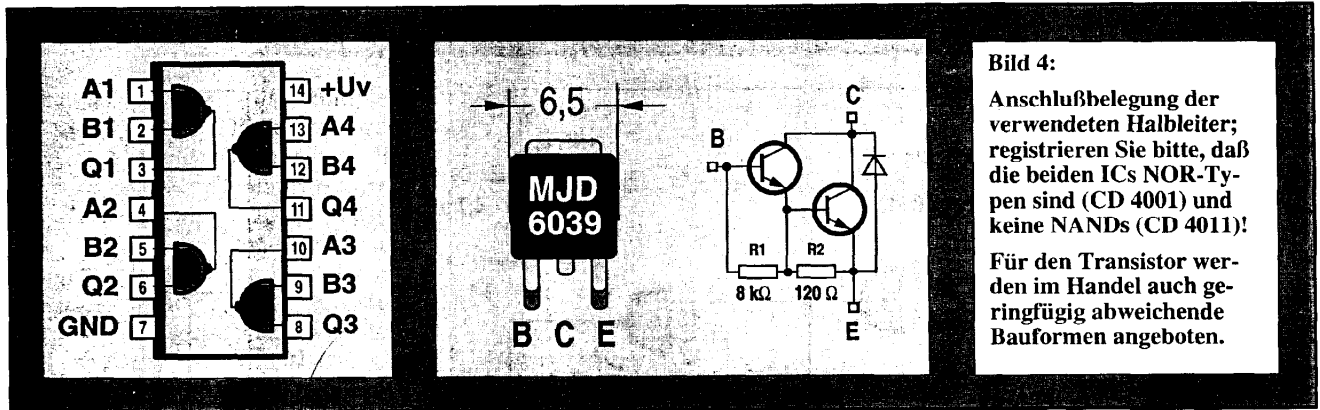 A1 1 14 +Uv
B1 2 13 A4
Q1 3 12 B4
A2 4 11 Q4
B2 5 10 A3
Q2 6 9 B3
GND 7 8 Q3
6,5
MJD
6039
B C E
C
B
R1 R2
8 kΩ 120 Ω
E
Bild 4:
Anschlußbelegung der
verwendeten Halbleiter;
registrieren Sie bitte, daß
die beiden ICs NOR-Ty-
pen sind (CD 4001) und
keine NANDs (CD 4011)!
Für den Transistor wer-
den im Handel auch ge-
ringfügig abweichende
Bauformen angeboten.